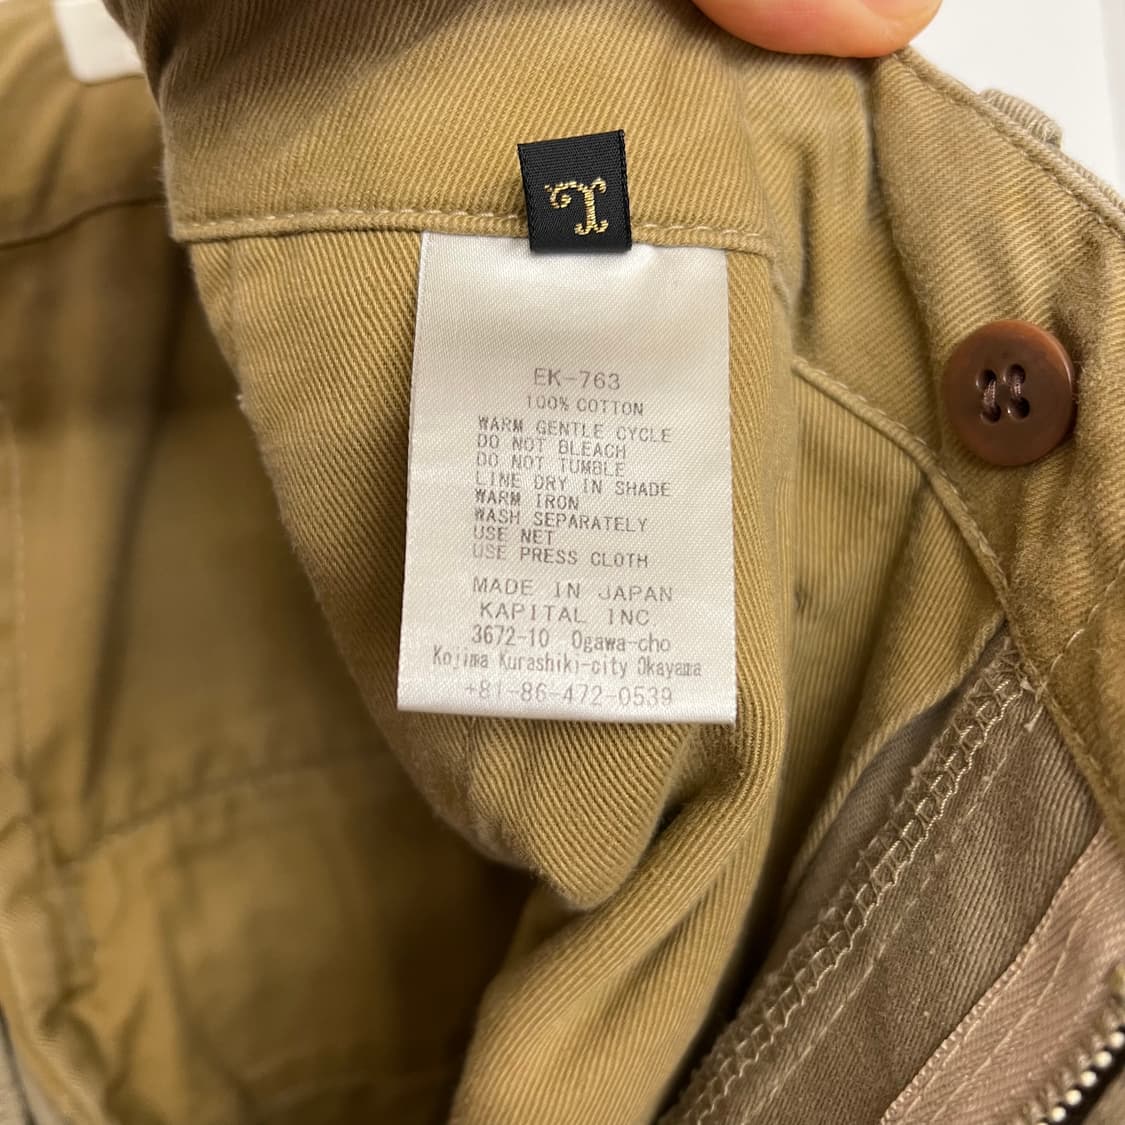 EK-763
100% COTTON
WARM GENTLE CYCLE
DO NOT BLEACH
DO NOT TUMBLE
LINE DRY IN SHADE
WARM IRON
WASH SEPARATELY
USE NET
USE PRESS CLOTH
MADE IN JAPAN
KAPITAL INC
3672-10 Ogawa-cho
Kojima Kurashiki-city Okayama
+81-86-472-0539